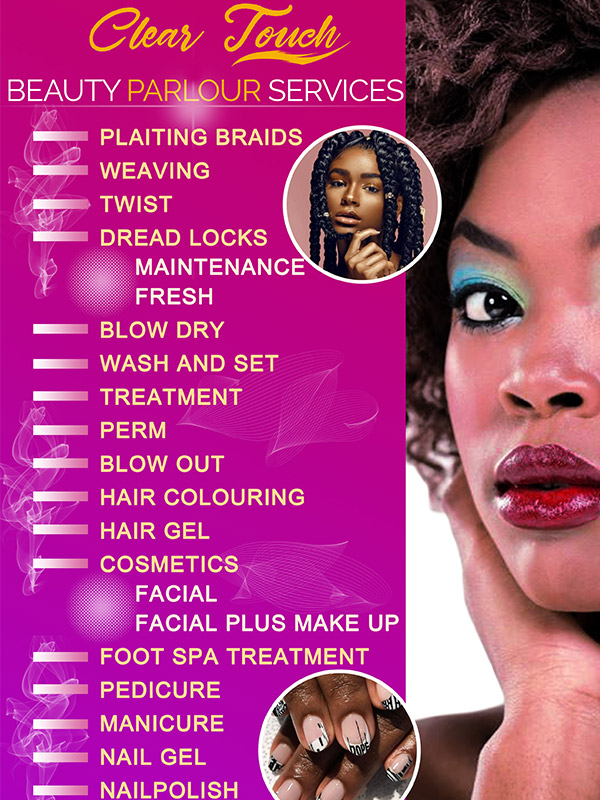 Clear Touch
BEAUTY PARLOUR SERVICES
PLAITING BRAIDS
WEAVING
TWIST
DREAD LOCKS
MAINTENANCE
FRESH
BLOW DRY
WASH AND SET
TREATMENT
PERM
BLOW OUT
HAIR COLOURING
HAIR GEL
COSMETICS
FACIAL
FACIAL PLUS MAKE UP
FOOT SPA TREATMENT
PEDICURE
MANICURE
NAIL GEL
NAILPOLISH